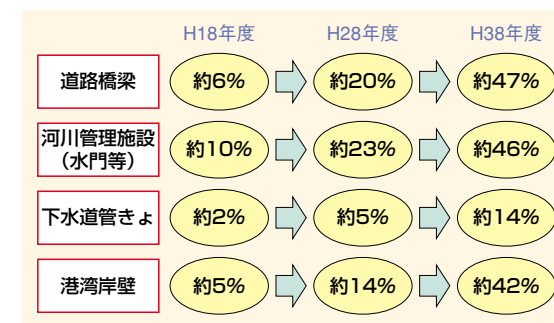 H18年度 H28年度 H38年度
道路橋梁 約6% 約20% 約47%
河川管理施設
(水門等) 約10% 約23% 約46%
下水道管きょ 約2% 約5% 約14%
港湾岸壁 約5% 約14% 約42%